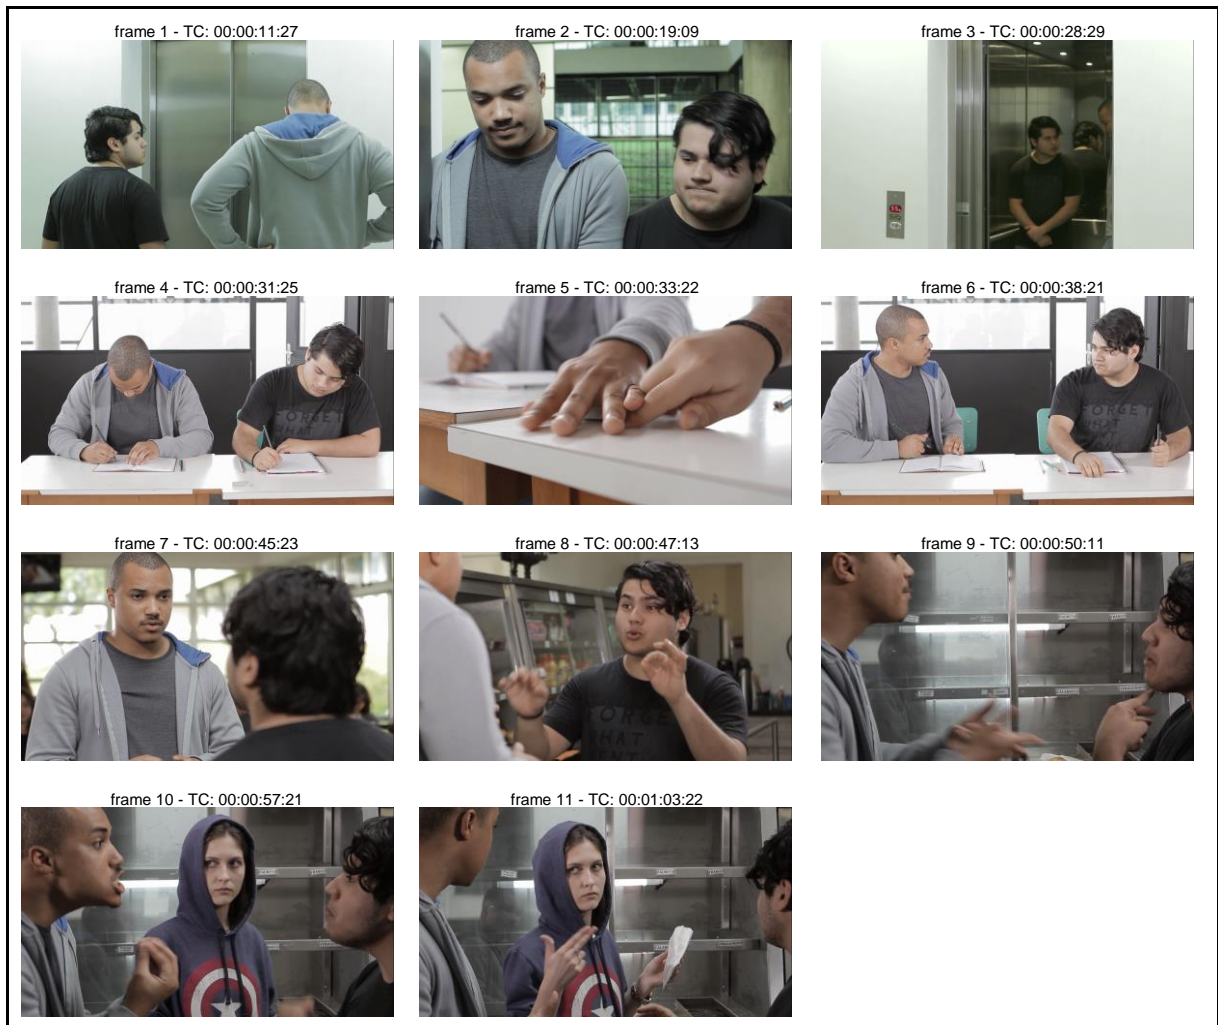 frame 1 - TC: 00:00:11:27
frame 2 - TC: 00:00:19:09
frame 3 - TC: 00:00:28:29
frame 4 - TC: 00:00:31:25
frame 5 - TC: 00:00:33:22
frame 6 - TC: 00:00:38:21
FORGET
WHAT
FORGET
WHAT
frame 7 - TC: 00:00:45:23
frame 8 - TC: 00:00:47:13
frame 9 - TC: 00:00:50:11
FORGE
WHAT
frame 10 - TC: 00:00:57:21
frame 11 - TC: 00:01:03:22